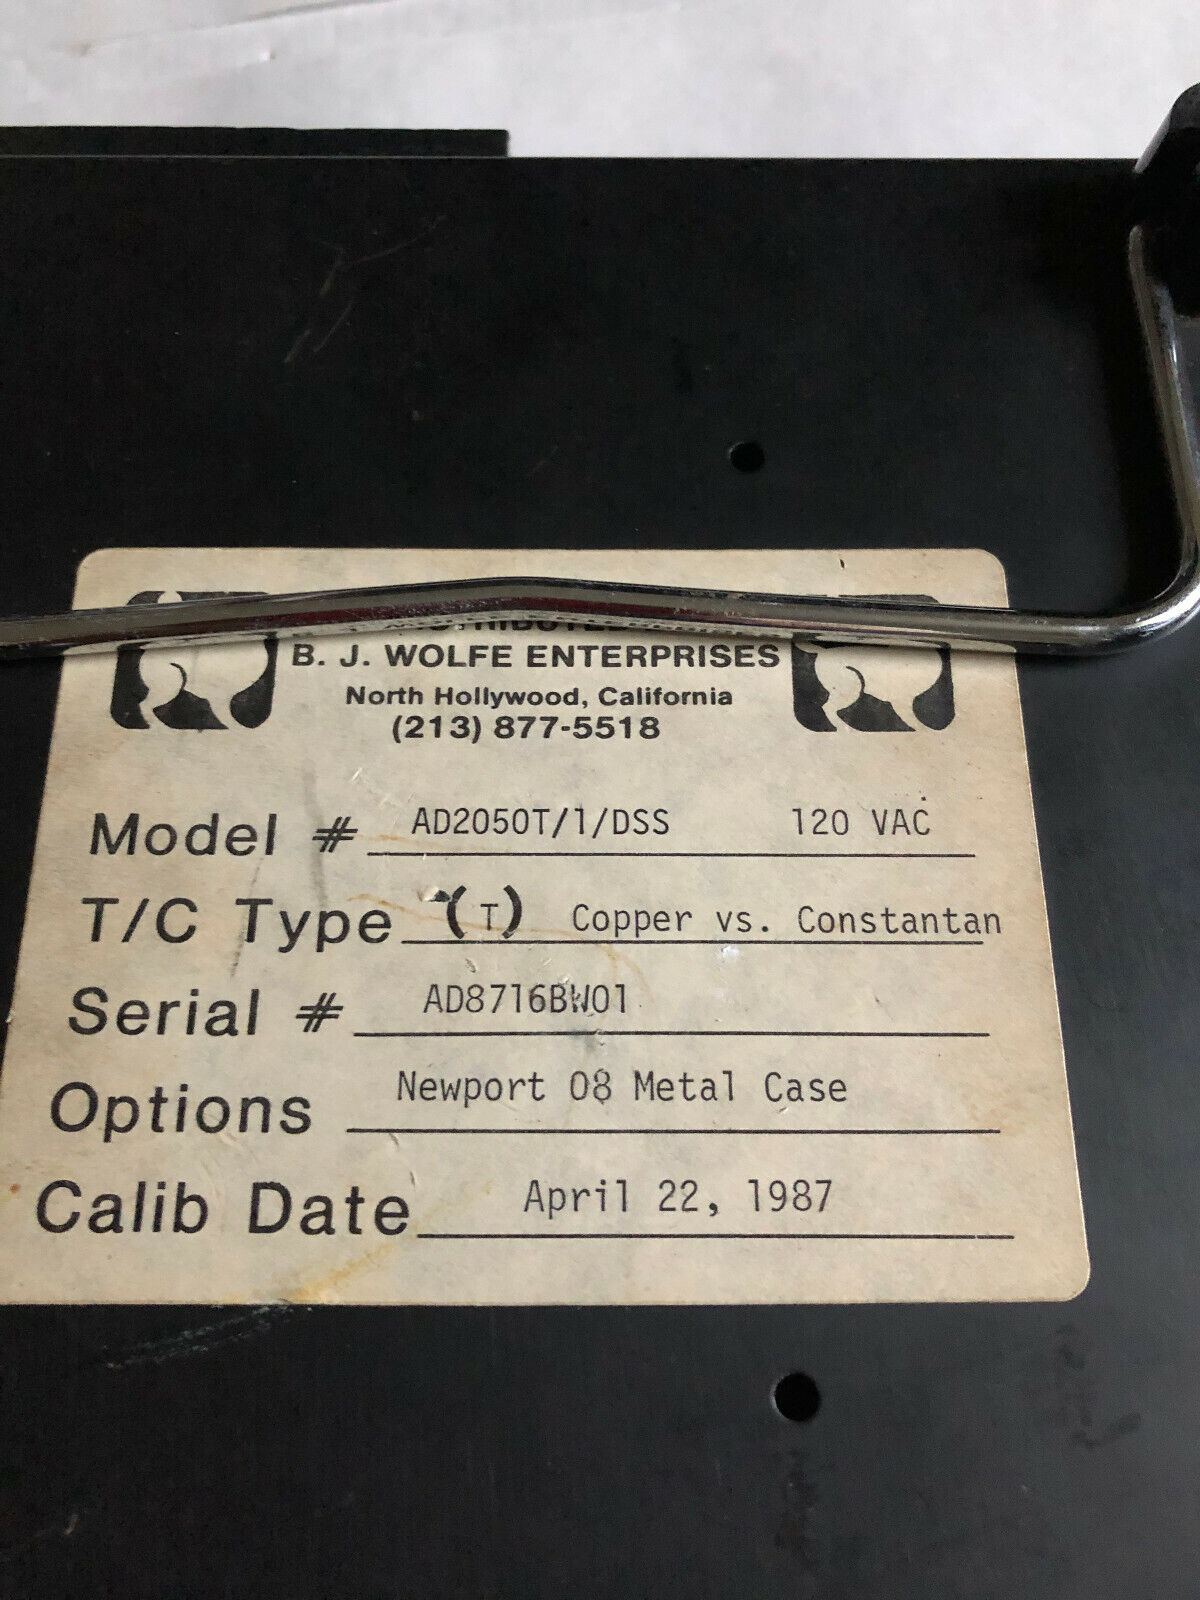 B. J. WOLFE ENTERPRISES
North Hollywood, California
(213) 877-5518
Model # AD2050T/1/DSS 120 VAC
T/C Type (T) Copper vs. Constantan
Serial # AD8716BW01
Options Newport 08 Metal Case
Calib Date April 22, 1987